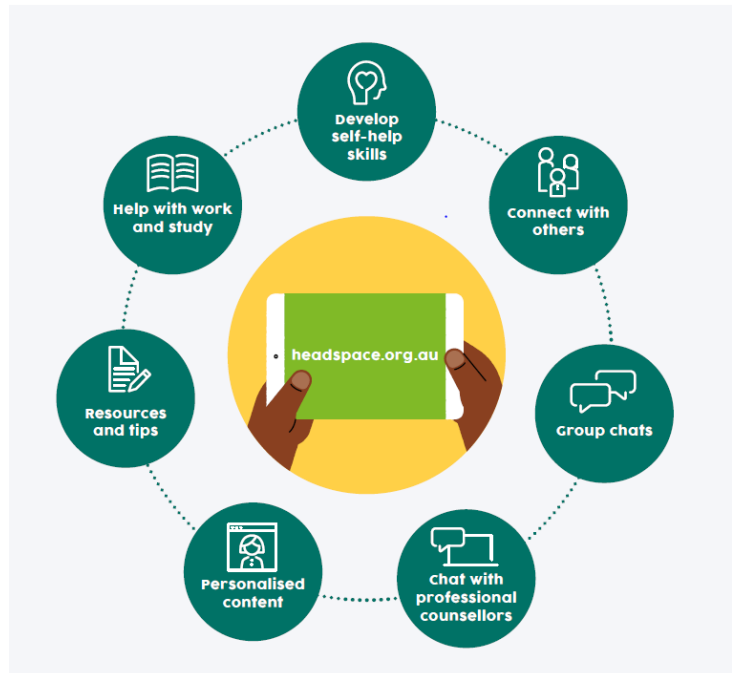 Develop
self-help
skills
Connect with
others
Group chats
Chat with
professional
counsellors
Personalised
content
Resources
and tips
Help with work
and study
headspace.org.au